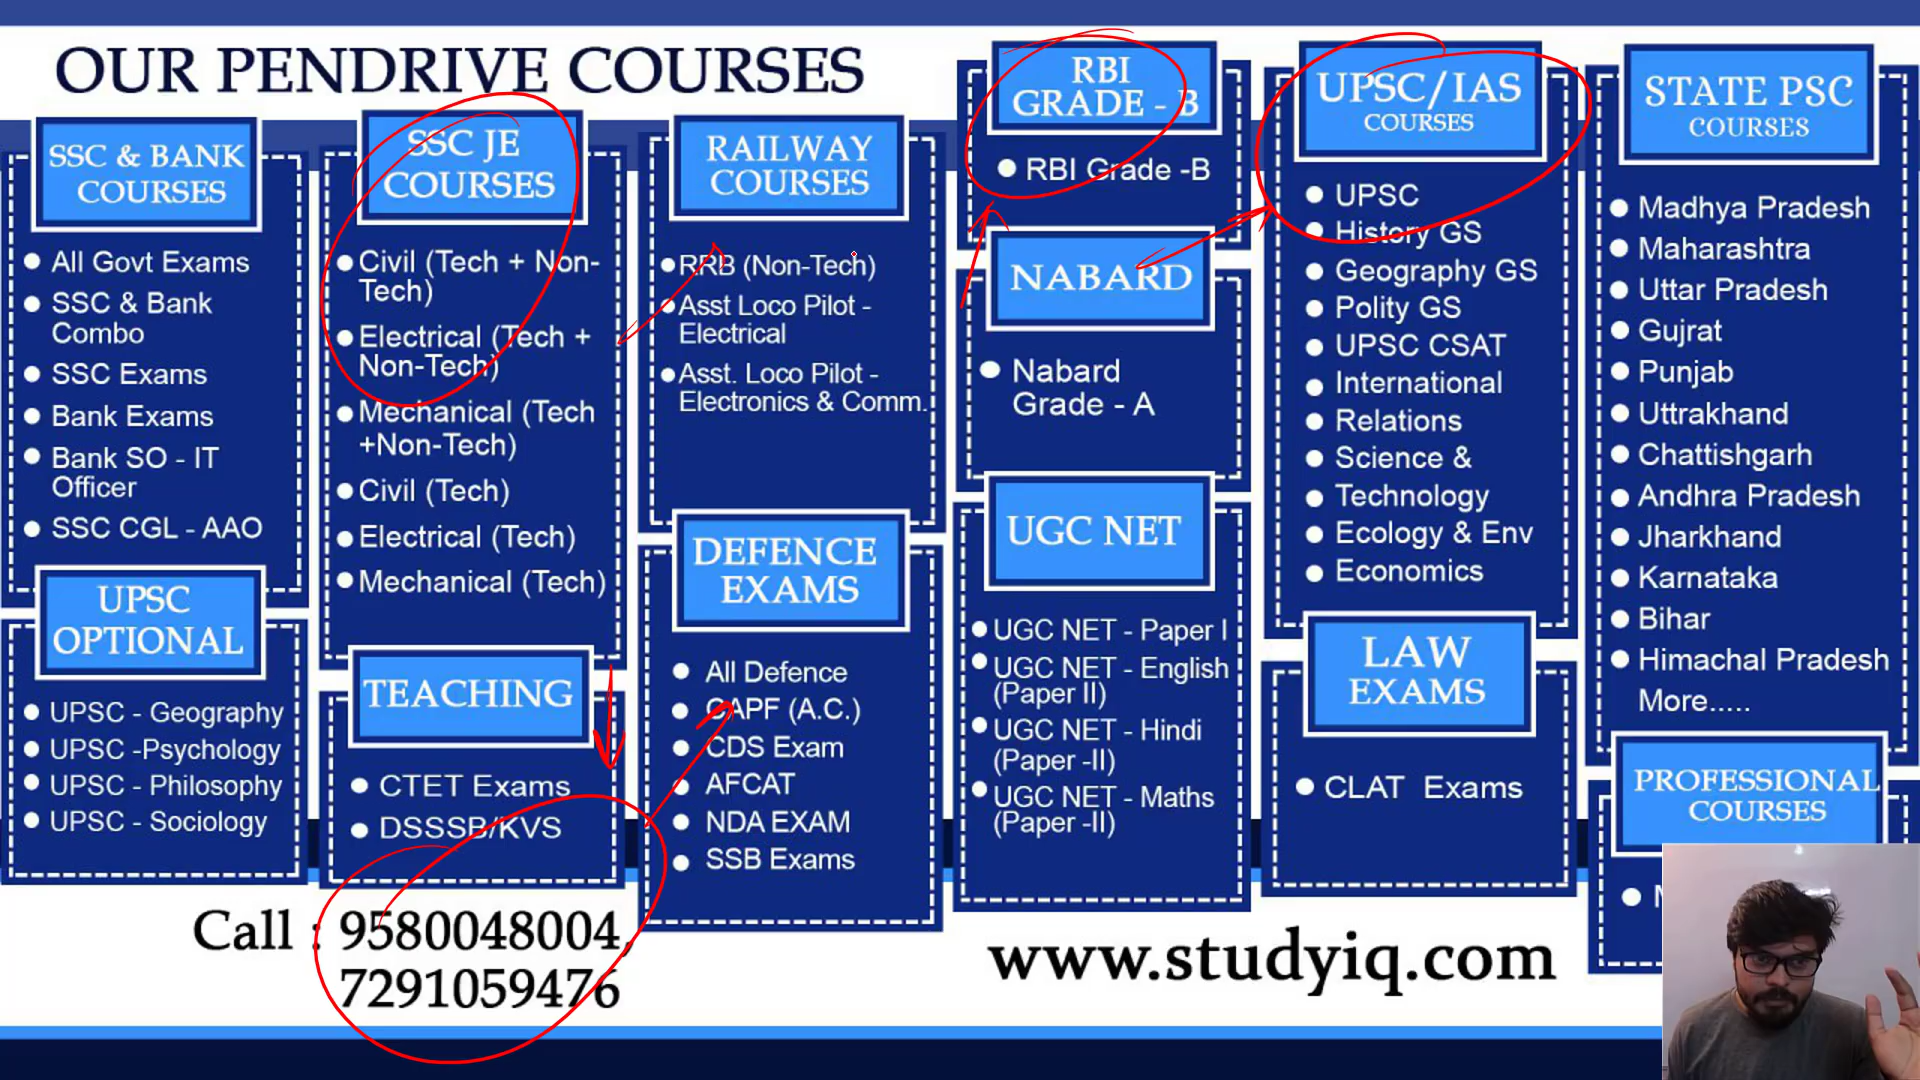 OUR PENDRIVE COURSES
SSC & BANK
COURSES
All Govt Exams
SSC & Bank
Combo
SSC Exams
Bank Exams
Bank SO - IT
Officer
SSC CGL - AAO
UPSC
OPTIONAL
UPSC - Geography
UPSC -Psychology
UPSC - Philosophy
UPSC - Sociology
SSC JE
COURSES
Civil (Tech + Non-
Tech)
Electrical (Tech +
Non-Tech)
Mechanical (Tech
+Non-Tech)
Civil (Tech)
Electrical (Tech)
Mechanical (Tech)
TEACHING
CTET Exams
DSSSB/KVS
RAILWAY
COURSES
RRB (Non-Tech)
Asst Loco Pilot -
Electrical
Asst. Loco Pilot -
Electronics & Comm.
DEFENCE
EXAMS
All Defence
CAPF (A.C.)
CDS Exam
AFCAT
NDA EXAM
SSB Exams
RBI
GRADE - B
RBI Grade -B
NABARD
Nabard
Grade - A
UGC NET
UGC NET - Paper I
UGC NET - English
(Paper II)
UGC NET - Hindi
(Paper -II)
UGC NET - Maths
(Paper -II)
UPSC/IAS
COURSES
UPSC
History GS
Geography GS
Polity GS
UPSC CSAT
International
Relations
Science &
Technology
Ecology & Env
Economics
LAW
EXAMS
CLAT Exams
STATE PSC
COURSES
Madhya Pradesh
Maharashtra
Uttar Pradesh
Gujrat
Punjab
Uttrakhand
Chattishgarh
Andhra Pradesh
Jharkhand
Karnataka
Bihar
Himachal Pradesh
More.....
PROFESSIONAL
COURSES
Call : 9580048004,
7291059476
www.studyiq.com